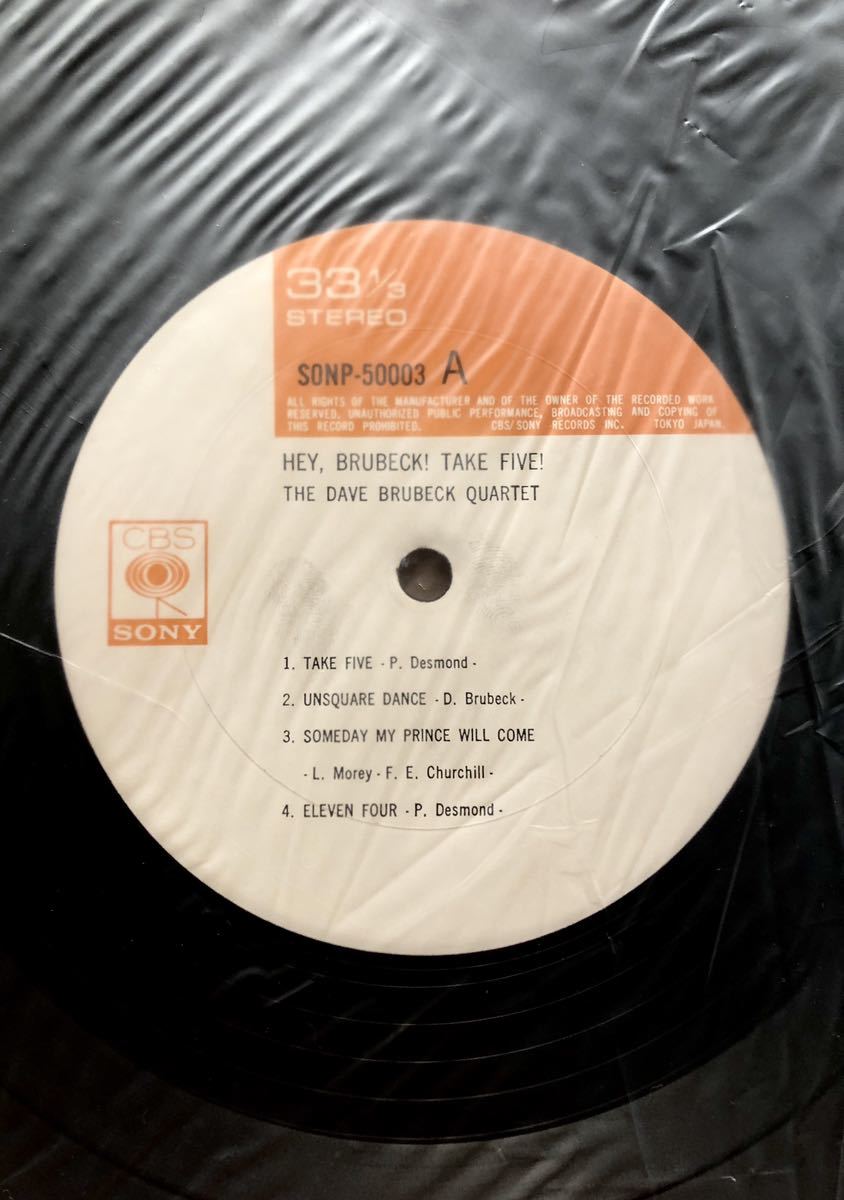 33 1/3
STEREO
SONP-50003 A
ALL RIGHTS OF THE MANUFACTURER AND OF THE OWNER OF THE RECORDED WORK
RESERVED. UNAUTHORIZED PUBLIC PERFORMANCE, BROADCASTING AND COPYING OF
THIS RECORD PROHIBITED. CBS/SONY RECORDS INC. TOKYO JAPAN.
HEY, BRUBECK! TAKE FIVE!
THE DAVE BRUBECK QUARTET
CBS
SONY
1. TAKE FIVE - P. Desmond -
2. UNSQUARE DANCE - D. Brubeck -
3. SOMEDAY MY PRINCE WILL COME
- L. Morey - F. E. Churchill -
4. ELEVEN FOUR - P. Desmond -